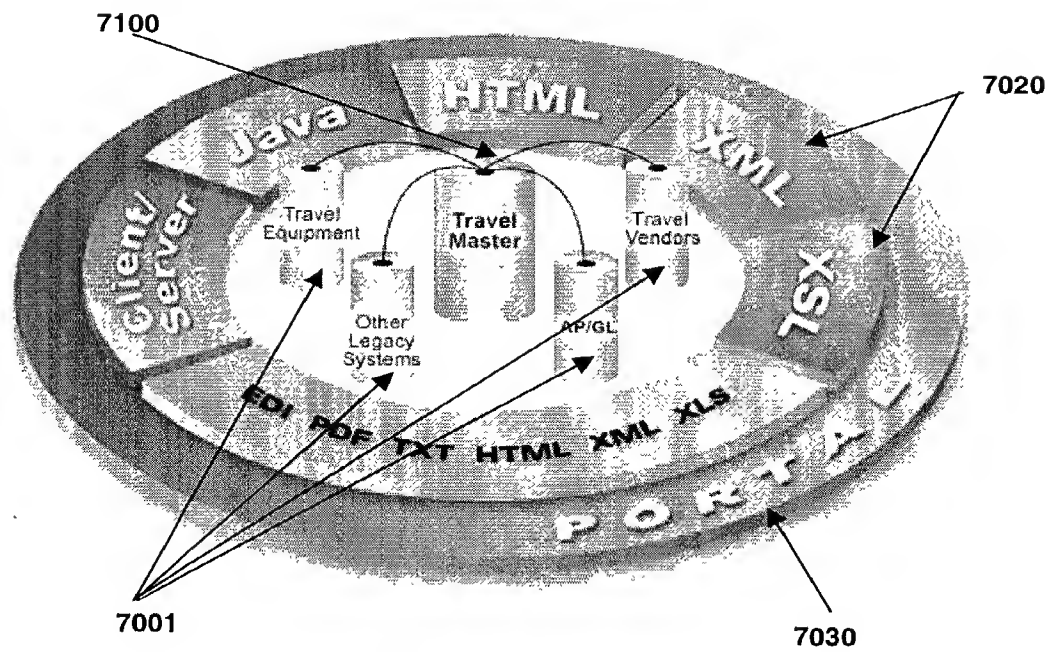 7100
7020
HTML
Java
XML
Client/
Server
XSL
Travel
Equipment
Travel
Master
Travel
Vendors
Other
Legacy
Systems
AP/GL
EDI PDF TXT HTML XML XLS
PORTAL
7001
7030